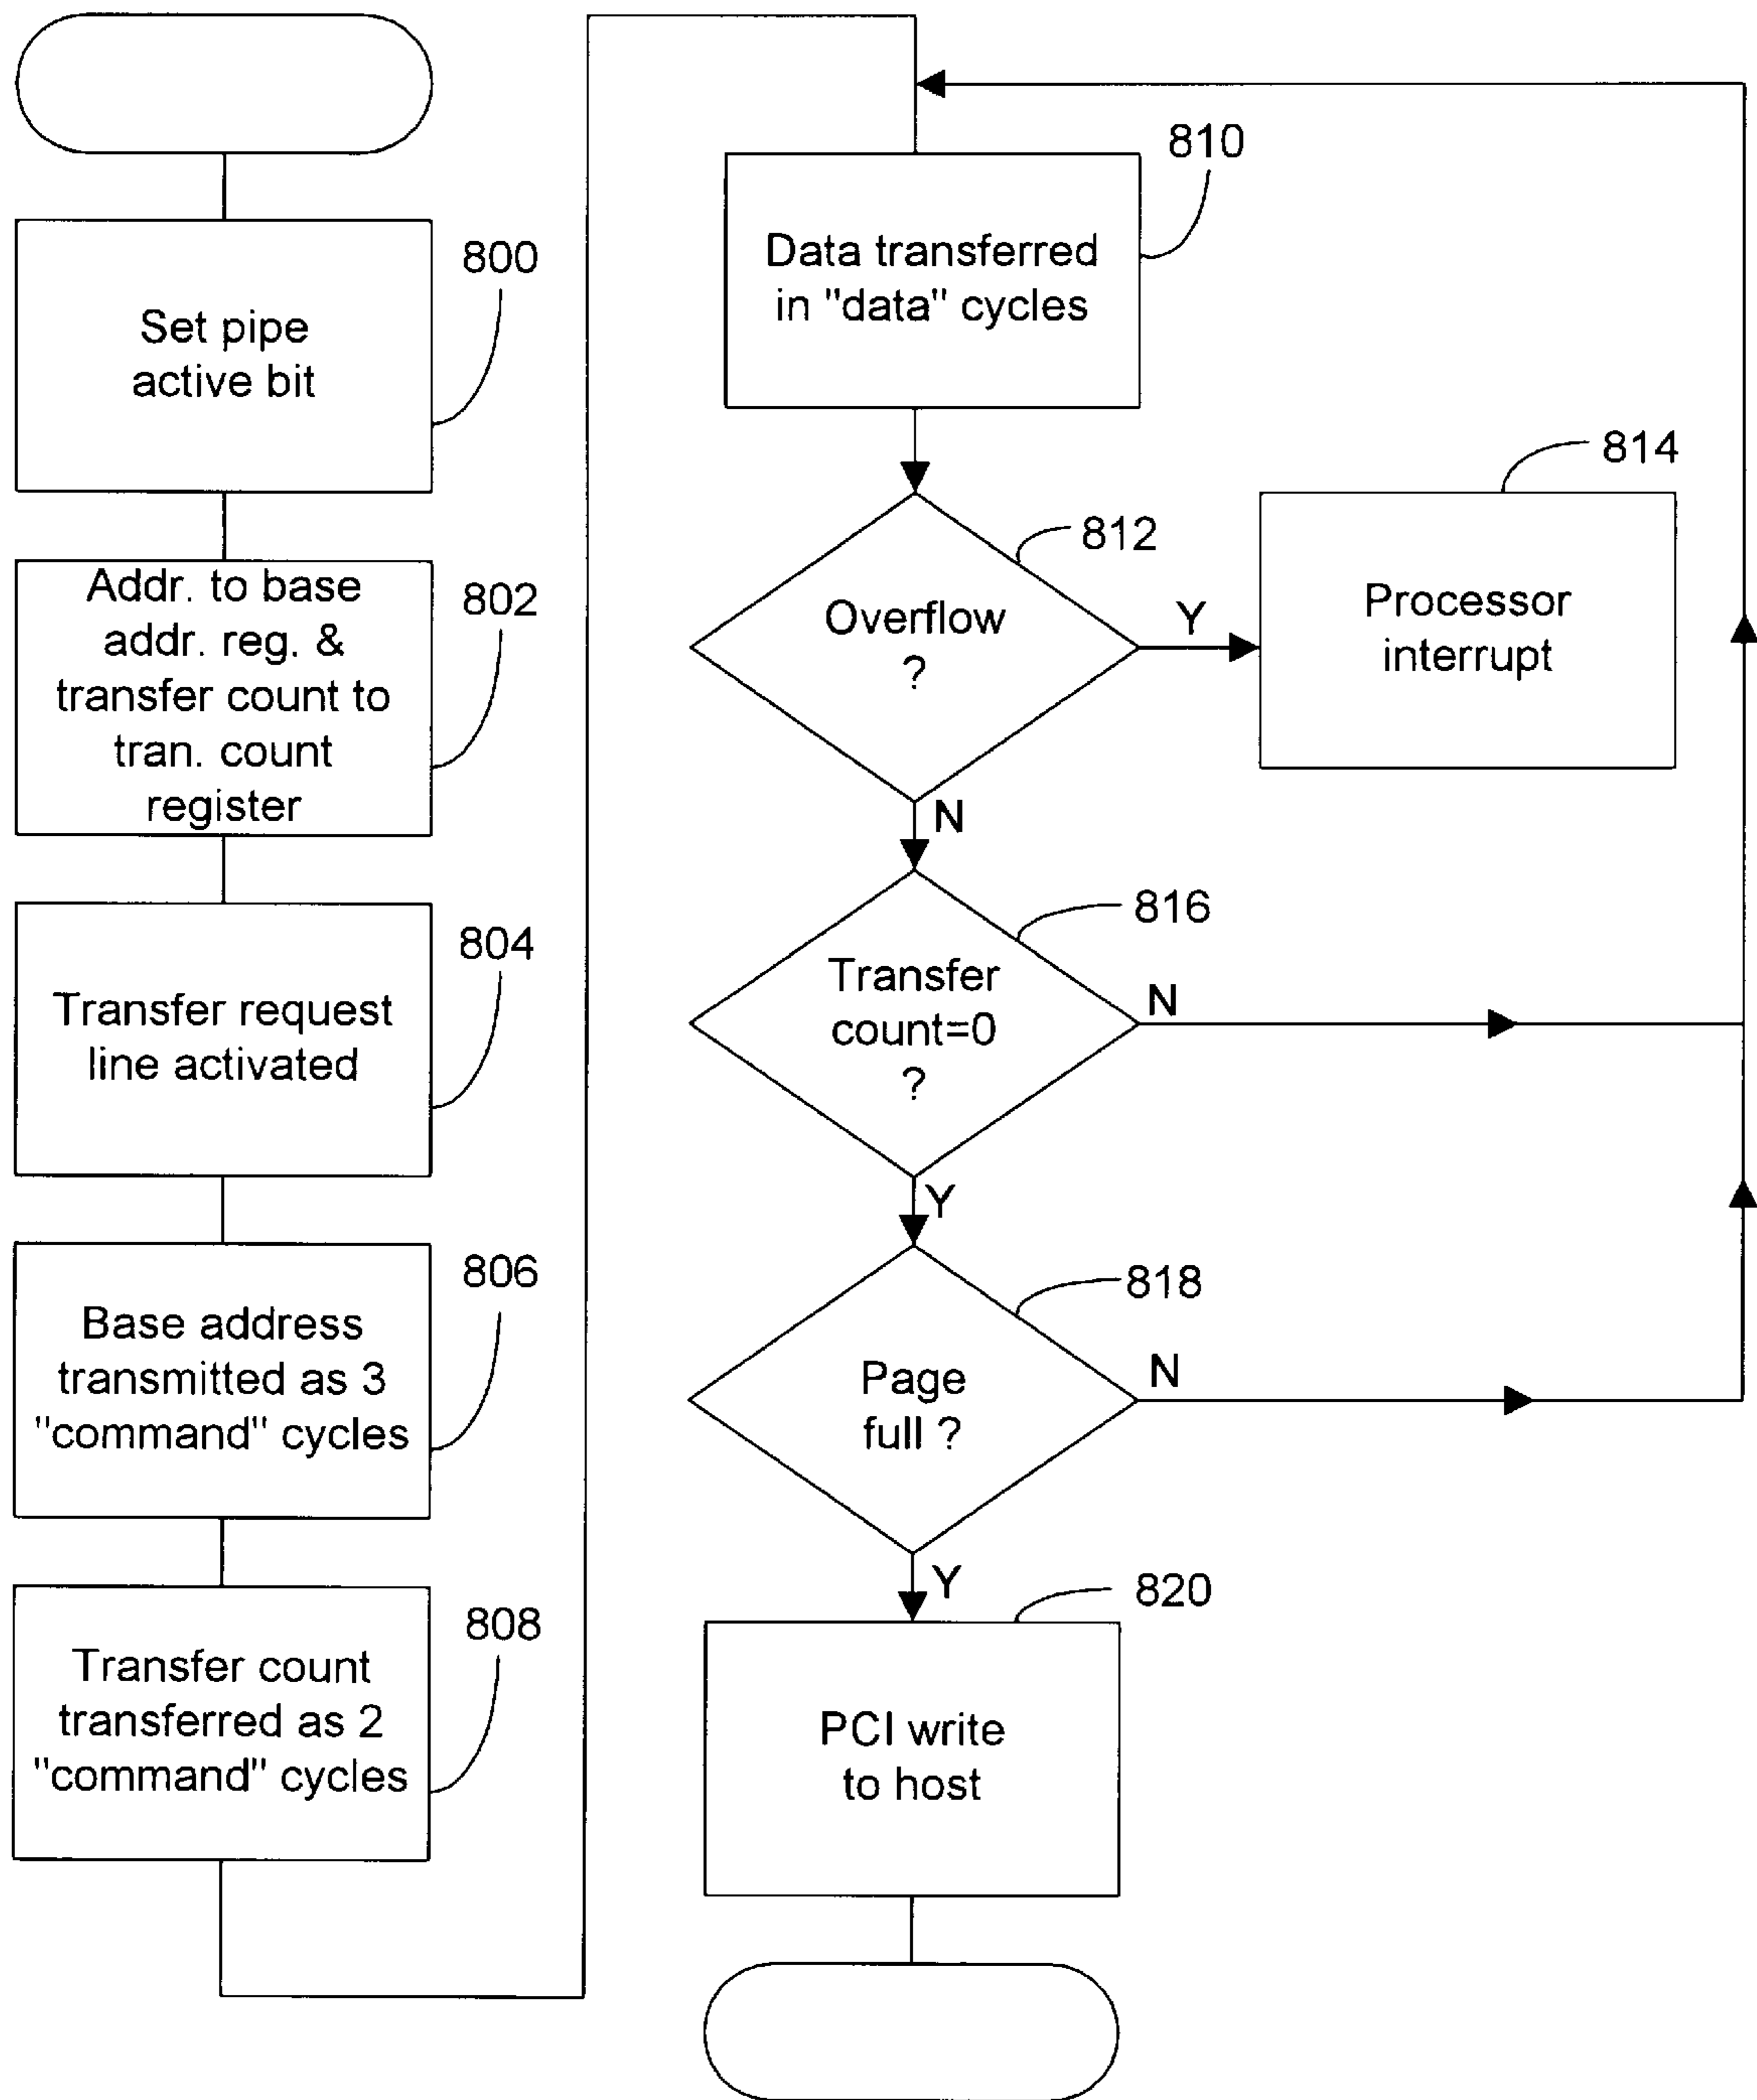 800
Set pipe
active bit
802
Addr. to base
addr. reg. &
transfer count to
tran. count
register
804
Transfer request
line activated
806
Base address
transmitted as 3
"command" cycles
808
Transfer count
transferred as 2
"command" cycles
810
Data transferred
in "data" cycles
812
Overflow
?
Y
N
814
Processor
interrupt
816
Transfer
count=0
?
N
Y
818
Page
full ?
N
Y
820
PCI write
to host